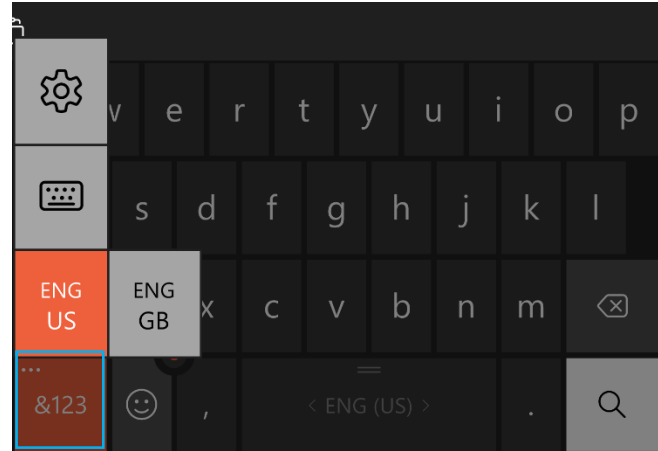 w e r t y u i o p
s d f g h j k l
ENG
US
ENG
GB
x c v b n m
&123
,
< ENG (US) >
.